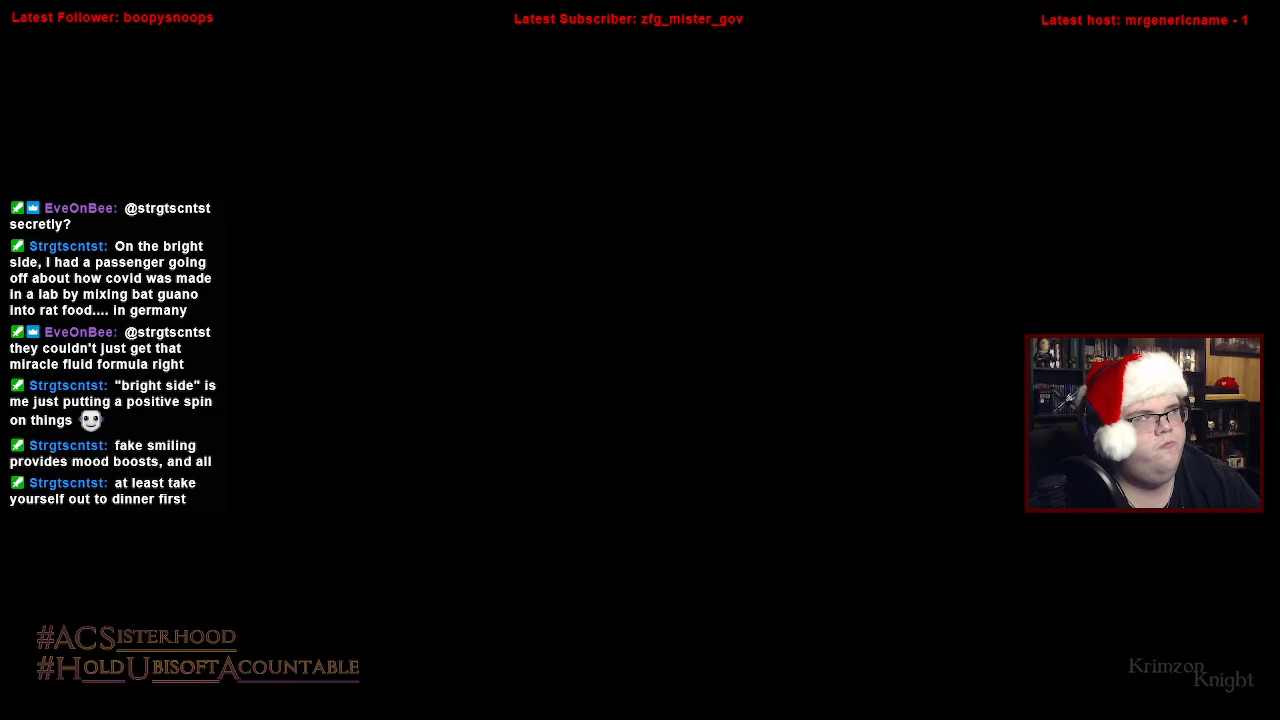 Latest Follower: boopysnoops
Latest Subscriber: zfg_mister_gov
Latest host: mrgenericname - 1
EveOnBee: @strgtscntst
secretly?
Strgtscntst: On the bright
side, I had a passenger going
off about how covid was made
in a lab by mixing bat guano
into rat food.... In germany
EveOnBee: @strgtscntst
they couldn't just get that
miracle fluid formula right
Strgtscntst: "bright side" is
me just putting a positive spin
on things
Strgtscntst: fake smiling
provides mood boosts, and all
Strgtscntst: at least take
yourself out to dinner first
#ACSisterhood
#HoldUbisoftAcountable
Krimzon
Knight